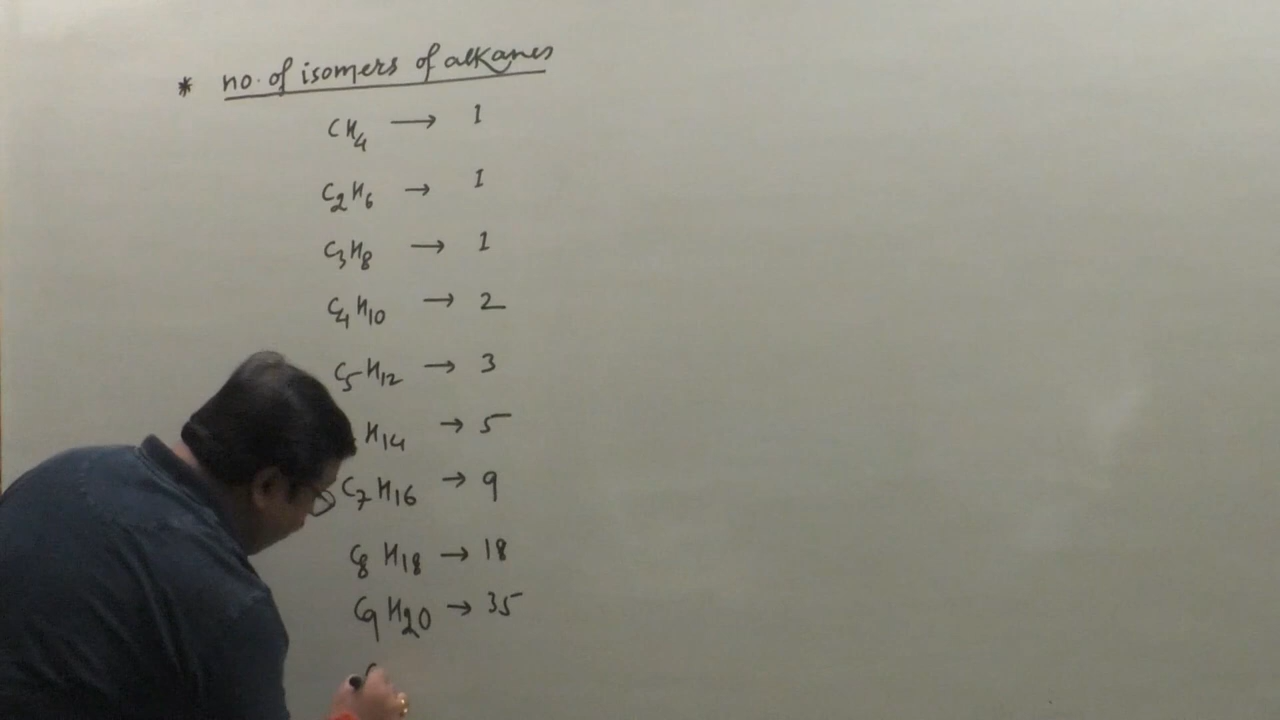 * no. of isomers of alkanes
CH4 → 1
C2H6 → 1
C3H8 → 1
C4H10 → 2
C5H12 → 3
H14 → 5
C7H16 → 9
C8H18 → 18
C9H20 → 35